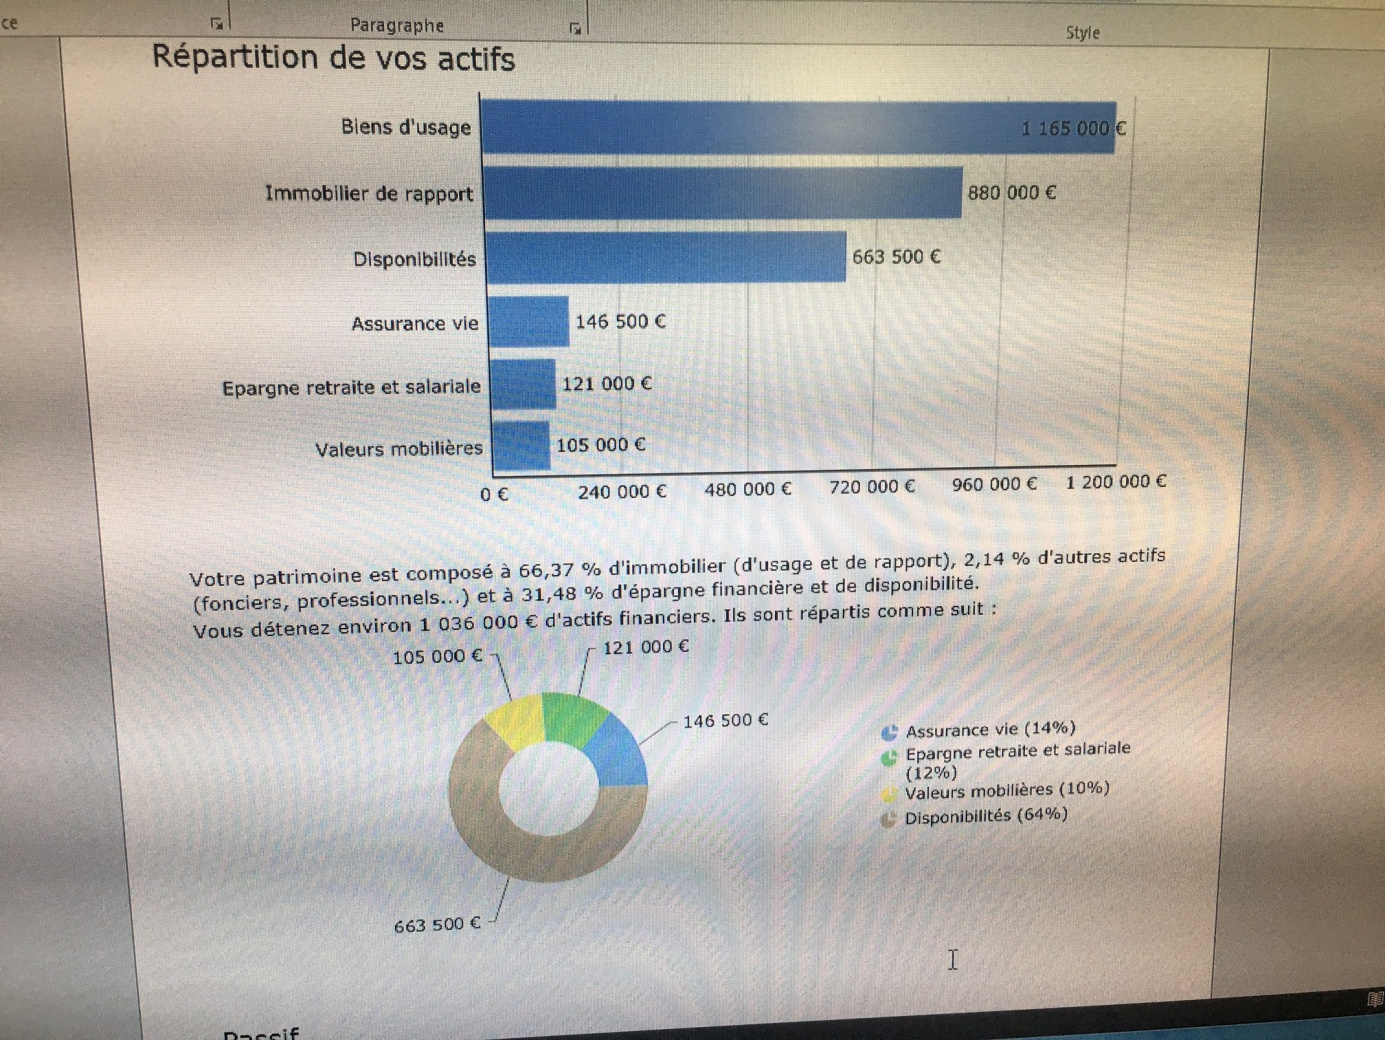 ce
Paragraphe
Style
Répartition de vos actifs
Biens d'usage
1 165 000 €
Immobilier de rapport
880 000 €
Disponibilités
663 500 €
Assurance vie
146 500 €
Epargne retraite et salariale
121 000 €
Valeurs mobilières
105 000 €
0 €
240 000 €
480 000 €
720 000 €
960 000 €
1 200 000 €
Votre patrimoine est composé à 66,37 % d'immobilier (d'usage et de rapport), 2,14 % d'autres actifs
(fonciers, professionnels...) et à 31,48 % d'épargne financière et de disponibilité.
Vous détenez environ 1 036 000 € d'actifs financiers. Ils sont répartis comme suit :
105 000 €
121 000 €
146 500 €
663 500 €
Assurance vie (14%)
Epargne retraite et salariale
(12%)
Valeurs mobilières (10%)
Disponibilités (64%)
Passif